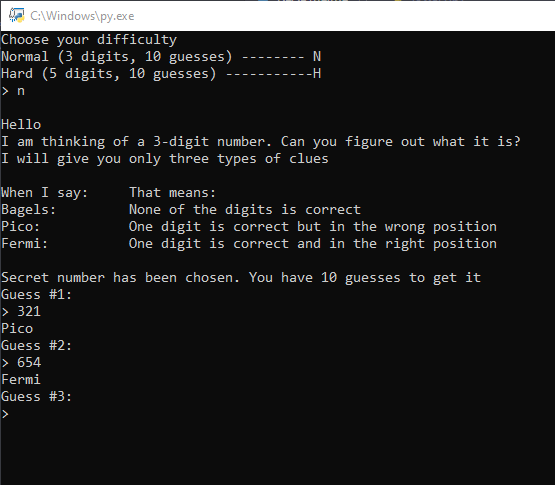 C:\Windows\py.exe
Choose your difficulty
Normal (3 digits, 10 guesses) -------- N
Hard (5 digits, 10 guesses) -----------H
> n
Hello
I am thinking of a 3-digit number. Can you figure out what it is?
I will give you only three types of clues
When I say:     That means:
Bagels:         None of the digits is correct
Pico:           One digit is correct but in the wrong position
Fermi:          One digit is correct and in the right position
Secret number has been chosen. You have 10 guesses to get it
Guess #1:
> 321
Pico
Guess #2:
> 654
Fermi
Guess #3:
>